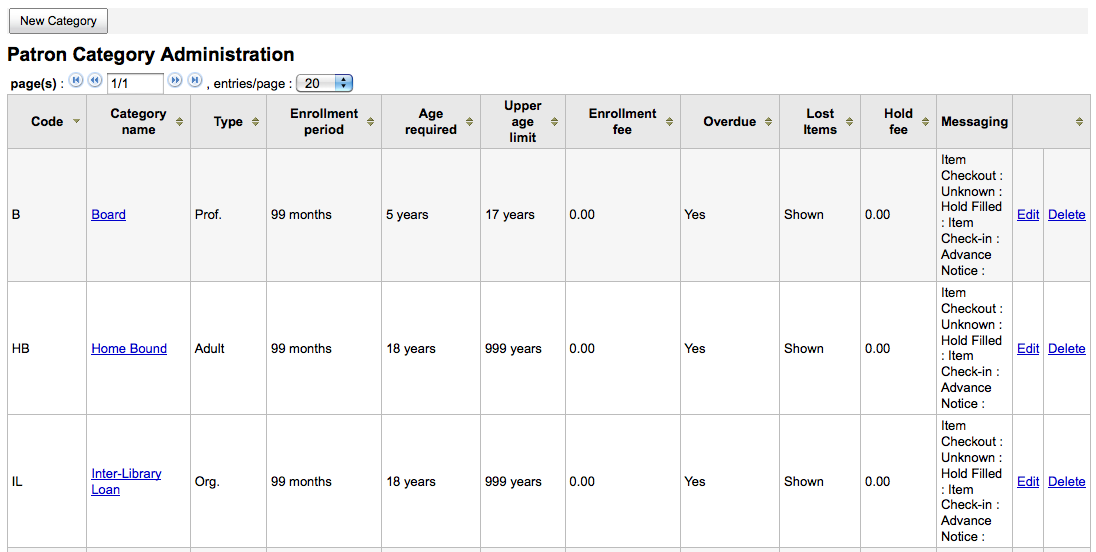 New Category
Patron Category Administration
page(s) : 1/1 , entries/page : 20
Code Category name Type Enrollment period Age required Upper age limit Enrollment fee Overdue Lost Items Hold fee Messaging
B Board Prof. 99 months 5 years 17 years 0.00 Yes Shown 0.00 Item Checkout : Unknown : Hold Filled : Item Check-in : Advance Notice : Edit Delete
HB Home Bound Adult 99 months 18 years 999 years 0.00 Yes Shown 0.00 Item Checkout : Unknown : Hold Filled : Item Check-in : Advance Notice : Edit Delete
IL Inter-Library Loan Org. 99 months 18 years 999 years 0.00 Yes Shown 0.00 Item Checkout : Unknown : Hold Filled : Item Check-in : Advance Notice : Edit Delete